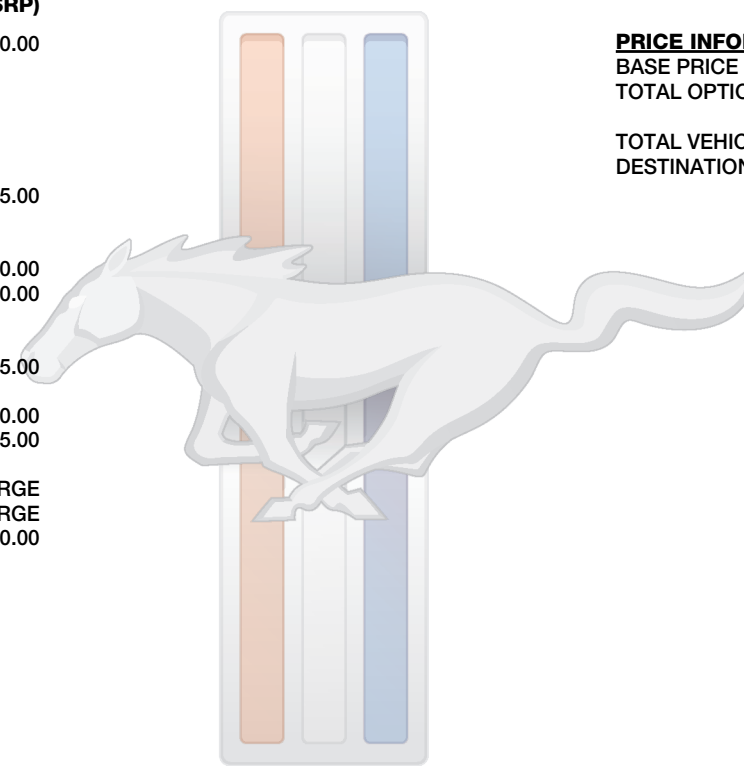 SRP)
0.00
5.00
0.00
0.00
5.00
0.00
5.00
RGE
RGE
0.00
PRICE INFO
BASE PRICE
TOTAL OPTIO
TOTAL VEHIC
DESTINATION